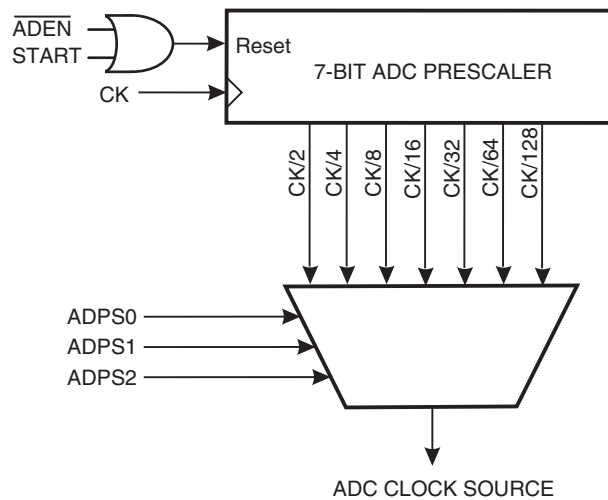 ADEN
START
Reset
7-BIT ADC PRESCALER
CK
CK/2
CK/4
CK/8
CK/16
CK/32
CK/64
CK/128
ADPS0
ADPS1
ADPS2
ADC CLOCK SOURCE